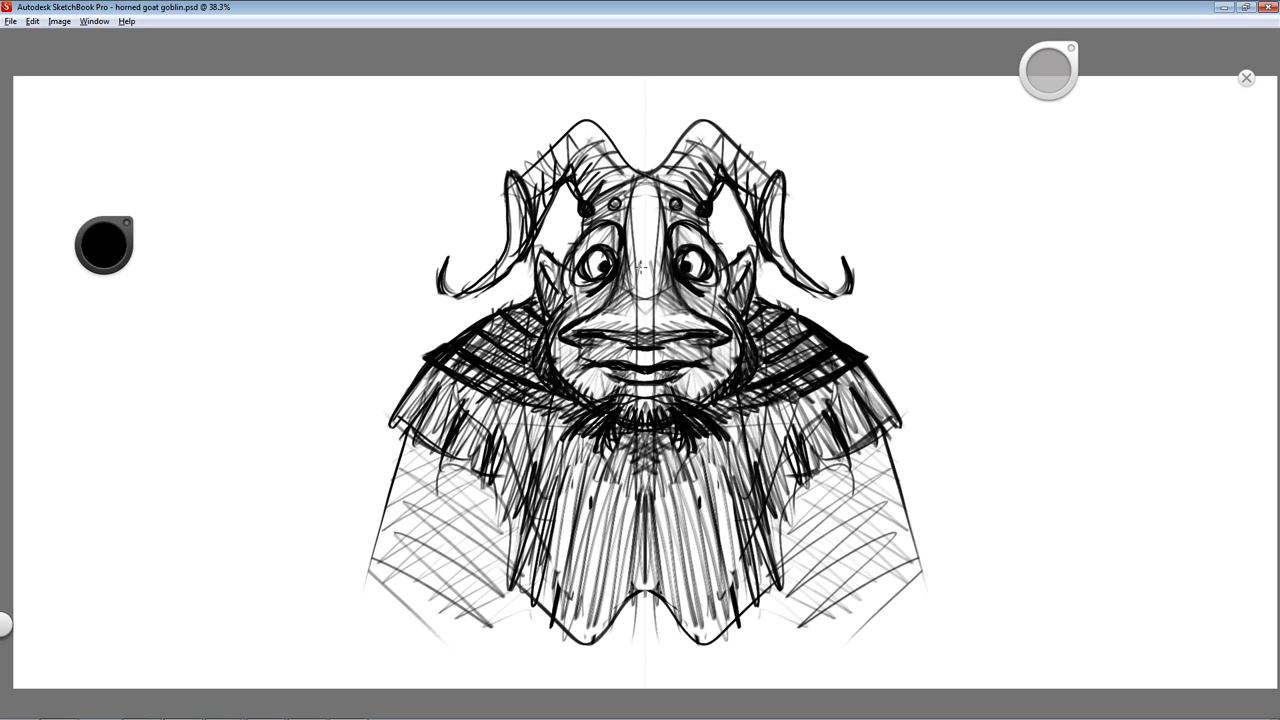 Autodesk SketchBook Pro - horned goat goblin.psd @ 38.3%
File Edit Image Window Help